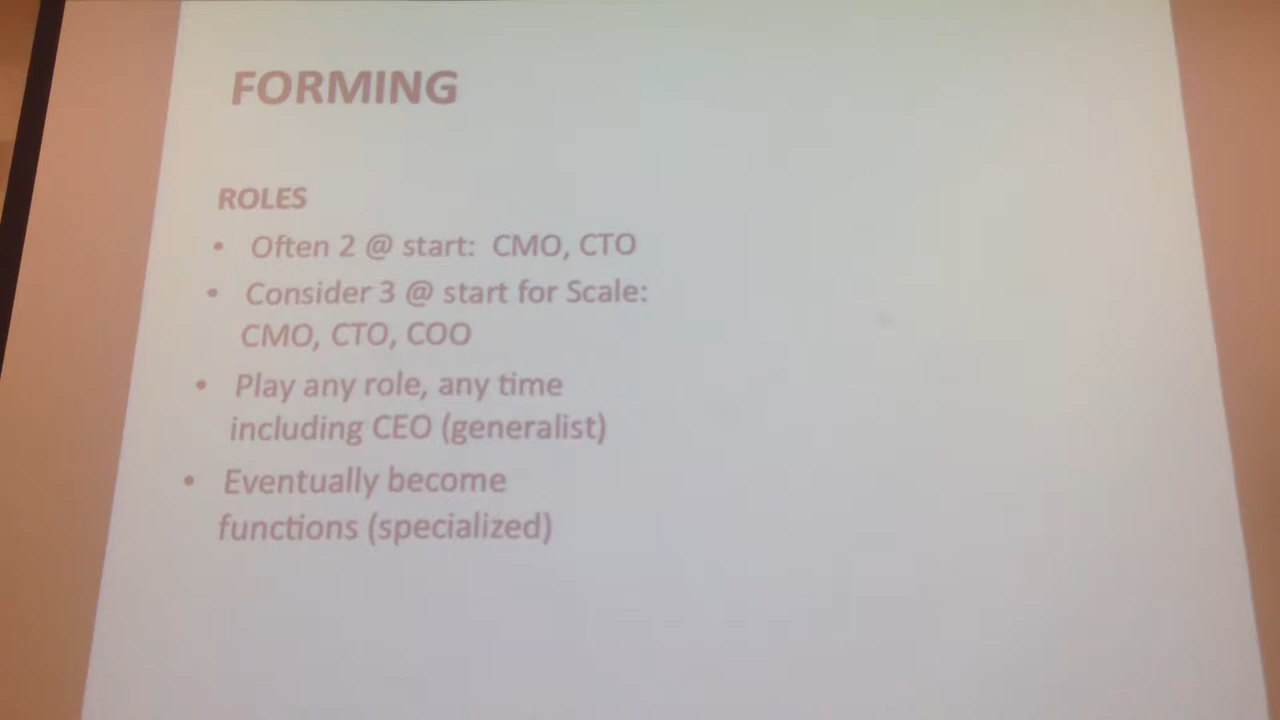 FORMING
ROLES
• Often 2 @ start: CMO, CTO
• Consider 3 @ start for Scale:
CMO, CTO, COO
• Play any role, any time
including CEO (generalist)
• Eventually become
functions (specialized)